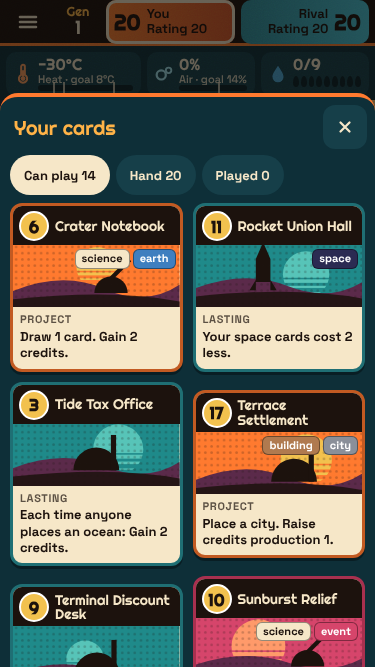 Gen
1
20 You
Rating 20
Rival 20
Rating 20
-30°C
Heat · goal 8°C
0%
Air · goal 14%
0/9
Your cards
Can play 14
Hand 20
Played 0
6 Crater Notebook
science earth
PROJECT
Draw 1 card. Gain 2
credits.
11 Rocket Union Hall
space
LASTING
Your space cards cost 2
less.
3 Tide Tax Office
LASTING
Each time anyone
places an ocean: Gain 2
credits.
17 Terrace
Settlement
building city
PROJECT
Place a city. Raise
credits production 1.
9 Terminal Discount
Desk
10 Sunburst Relief
science event